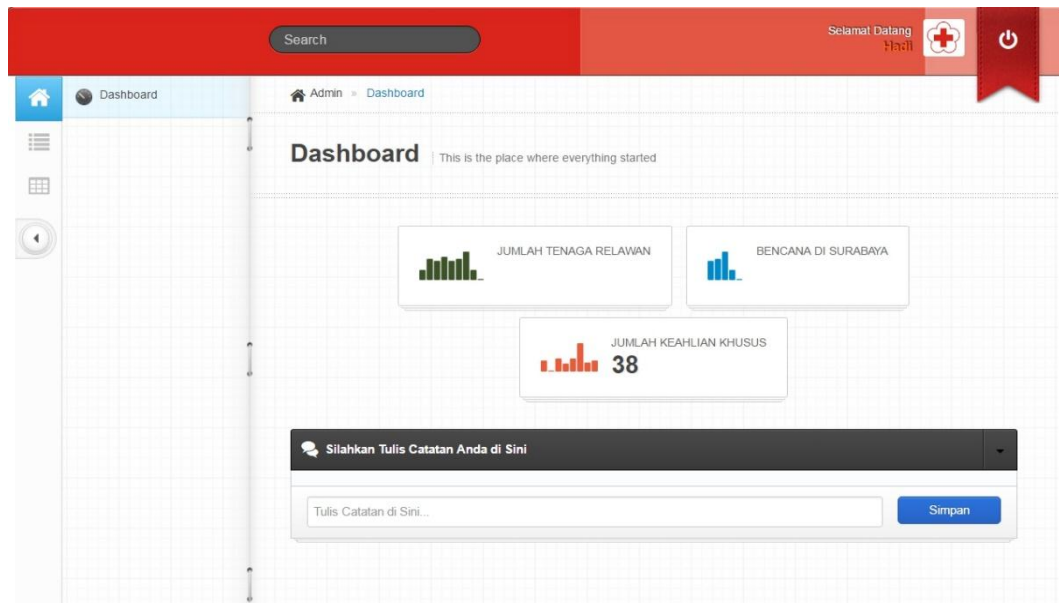 Search
Selamat Datang
Hadi
Dashboard
Admin » Dashboard
Dashboard | This is the place where everything started
JUMLAH TENAGA RELAWAN
BENCANA DI SURABAYA
JUMLAH KEAHLIAN KHUSUS
38
Silahkan Tulis Catatan Anda di Sini
Tulis Catatan di Sini...
Simpan